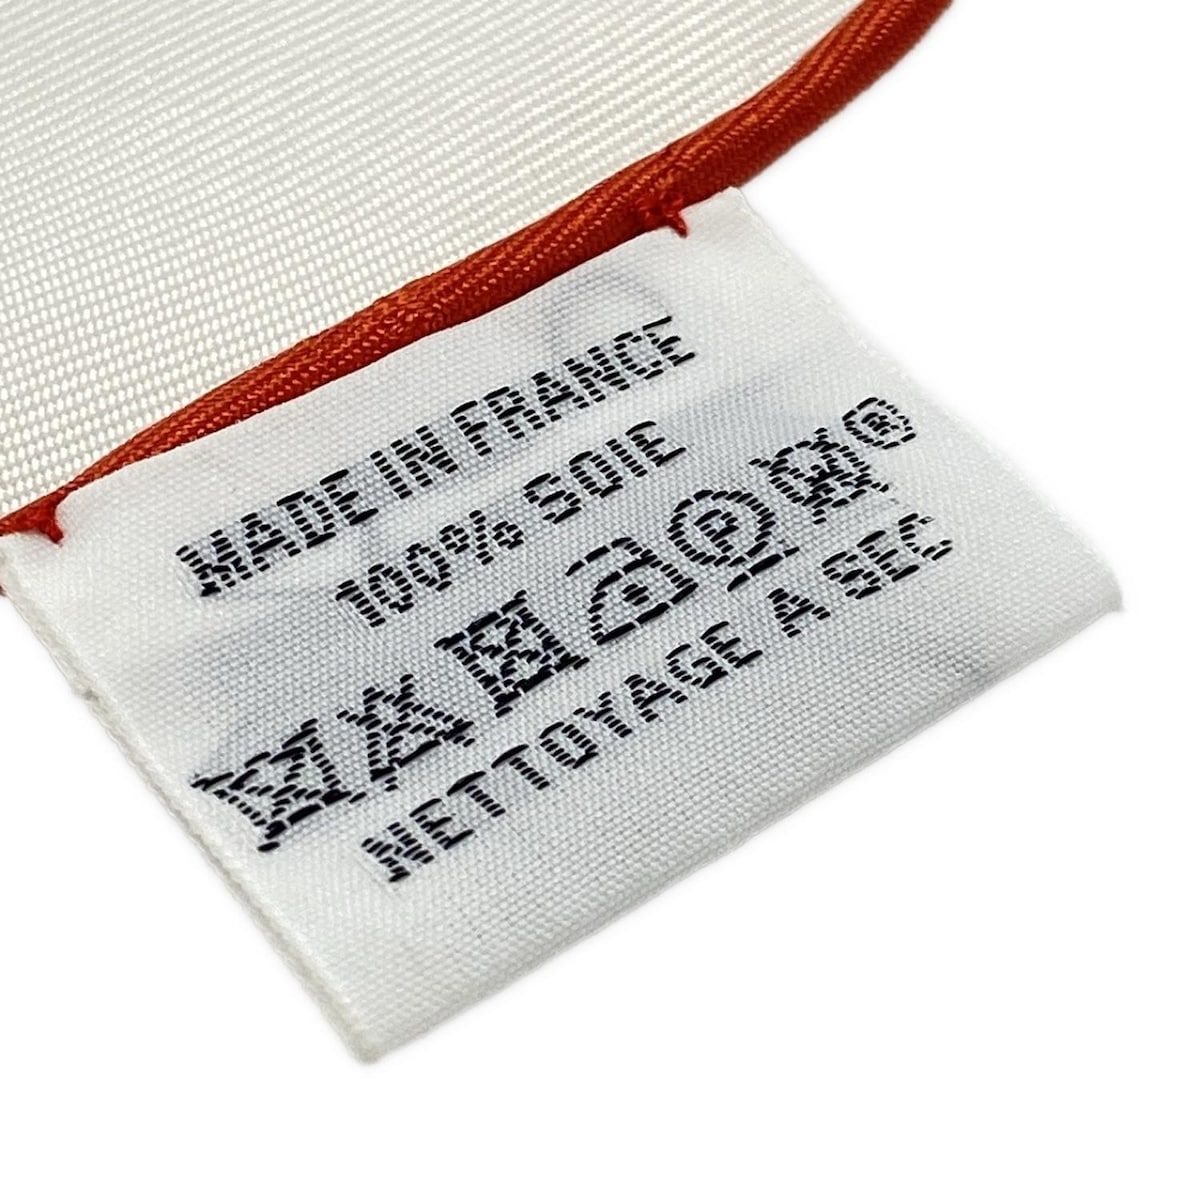 MADE IN FRANCE
100% SOIE
P W ®
NETTOYAGE A SEC